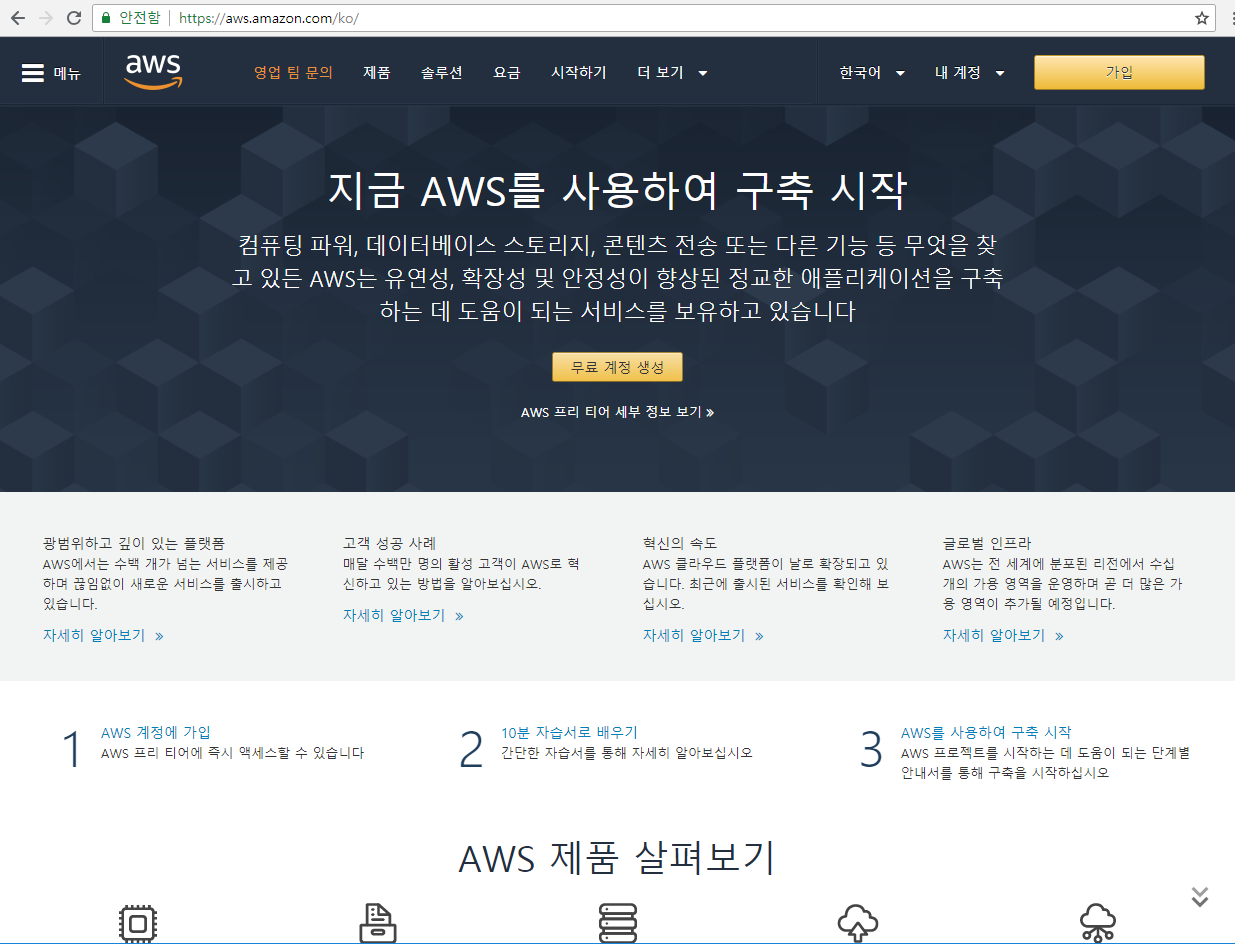 안전함 https://aws.amazon.com/ko/
메뉴 aws 영업 팀 문의 제품 솔루션 요금 시작하기 더 보기 한국어 내 계정 가입
지금 AWS를 사용하여 구축 시작
컴퓨팅 파워, 데이터베이스 스토리지, 콘텐츠 전송 또는 다른 기능 등 무엇을 찾
고 있든 AWS는 유연성, 확장성 및 안정성이 향상된 정교한 애플리케이션을 구축
하는 데 도움이 되는 서비스를 보유하고 있습니다
무료 계정 생성
AWS 프리 티어 세부 정보 보기 »
광범위하고 깊이 있는 플랫폼
AWS에서는 수백 개가 넘는 서비스를 제공
하며 끊임없이 새로운 서비스를 출시하고
있습니다.
자세히 알아보기 »
고객 성공 사례
매달 수백만 명의 활성 고객이 AWS로 혁
신하고 있는 방법을 알아보십시오.
자세히 알아보기 »
혁신의 속도
AWS 클라우드 플랫폼이 날로 확장되고 있
습니다. 최근에 출시된 서비스를 확인해 보
십시오.
자세히 알아보기 »
글로벌 인프라
AWS는 전 세계에 분포된 리전에서 수십
개의 가용 영역을 운영하며 곧 더 많은 가
용 영역이 추가될 예정입니다.
자세히 알아보기 »
1
AWS 계정에 가입
AWS 프리 티어에 즉시 액세스할 수 있습니다
2
10분 자습서로 배우기
간단한 자습서를 통해 자세히 알아보십시오
3
AWS를 사용하여 구축 시작
AWS 프로젝트를 시작하는 데 도움이 되는 단계별
안내서를 통해 구축을 시작하십시오
AWS 제품 살펴보기